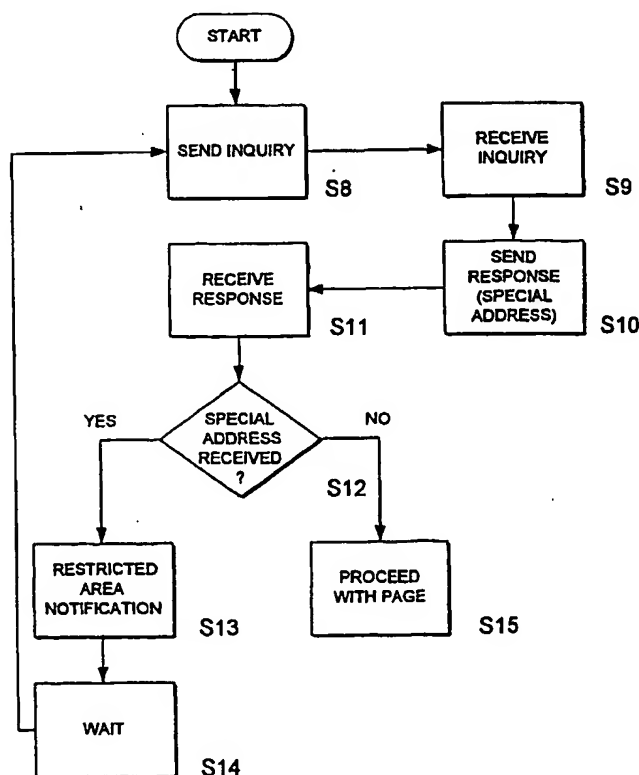 START
SEND INQUIRY
S8
RECEIVE
INQUIRY
S9
SEND
RESPONSE
(SPECIAL
ADDRESS)
S10
RECEIVE
RESPONSE
S11
SPECIAL
ADDRESS
RECEIVED
?
YES
NO
S12
RESTRICTED
AREA
NOTIFICATION
S13
PROCEED
WITH PAGE
S15
WAIT
S14